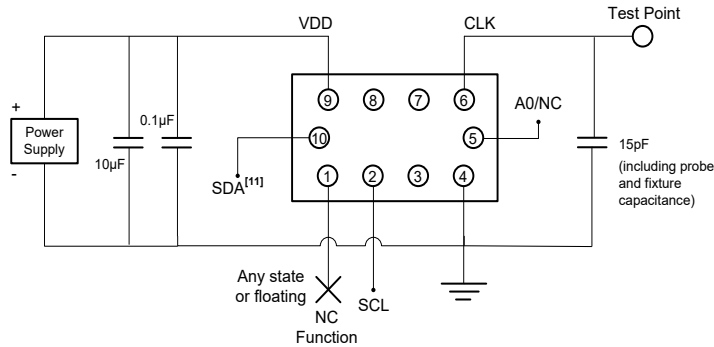 Test Point
VDD
CLK
9
8
7
6
A0/NC
+
Power
Supply
-
0.1µF
10µF
10
5
15pF
(including probe
and fixture
capacitance)
SDA[11]
1
2
3
4
Any state
or floating
NC
Function
SCL